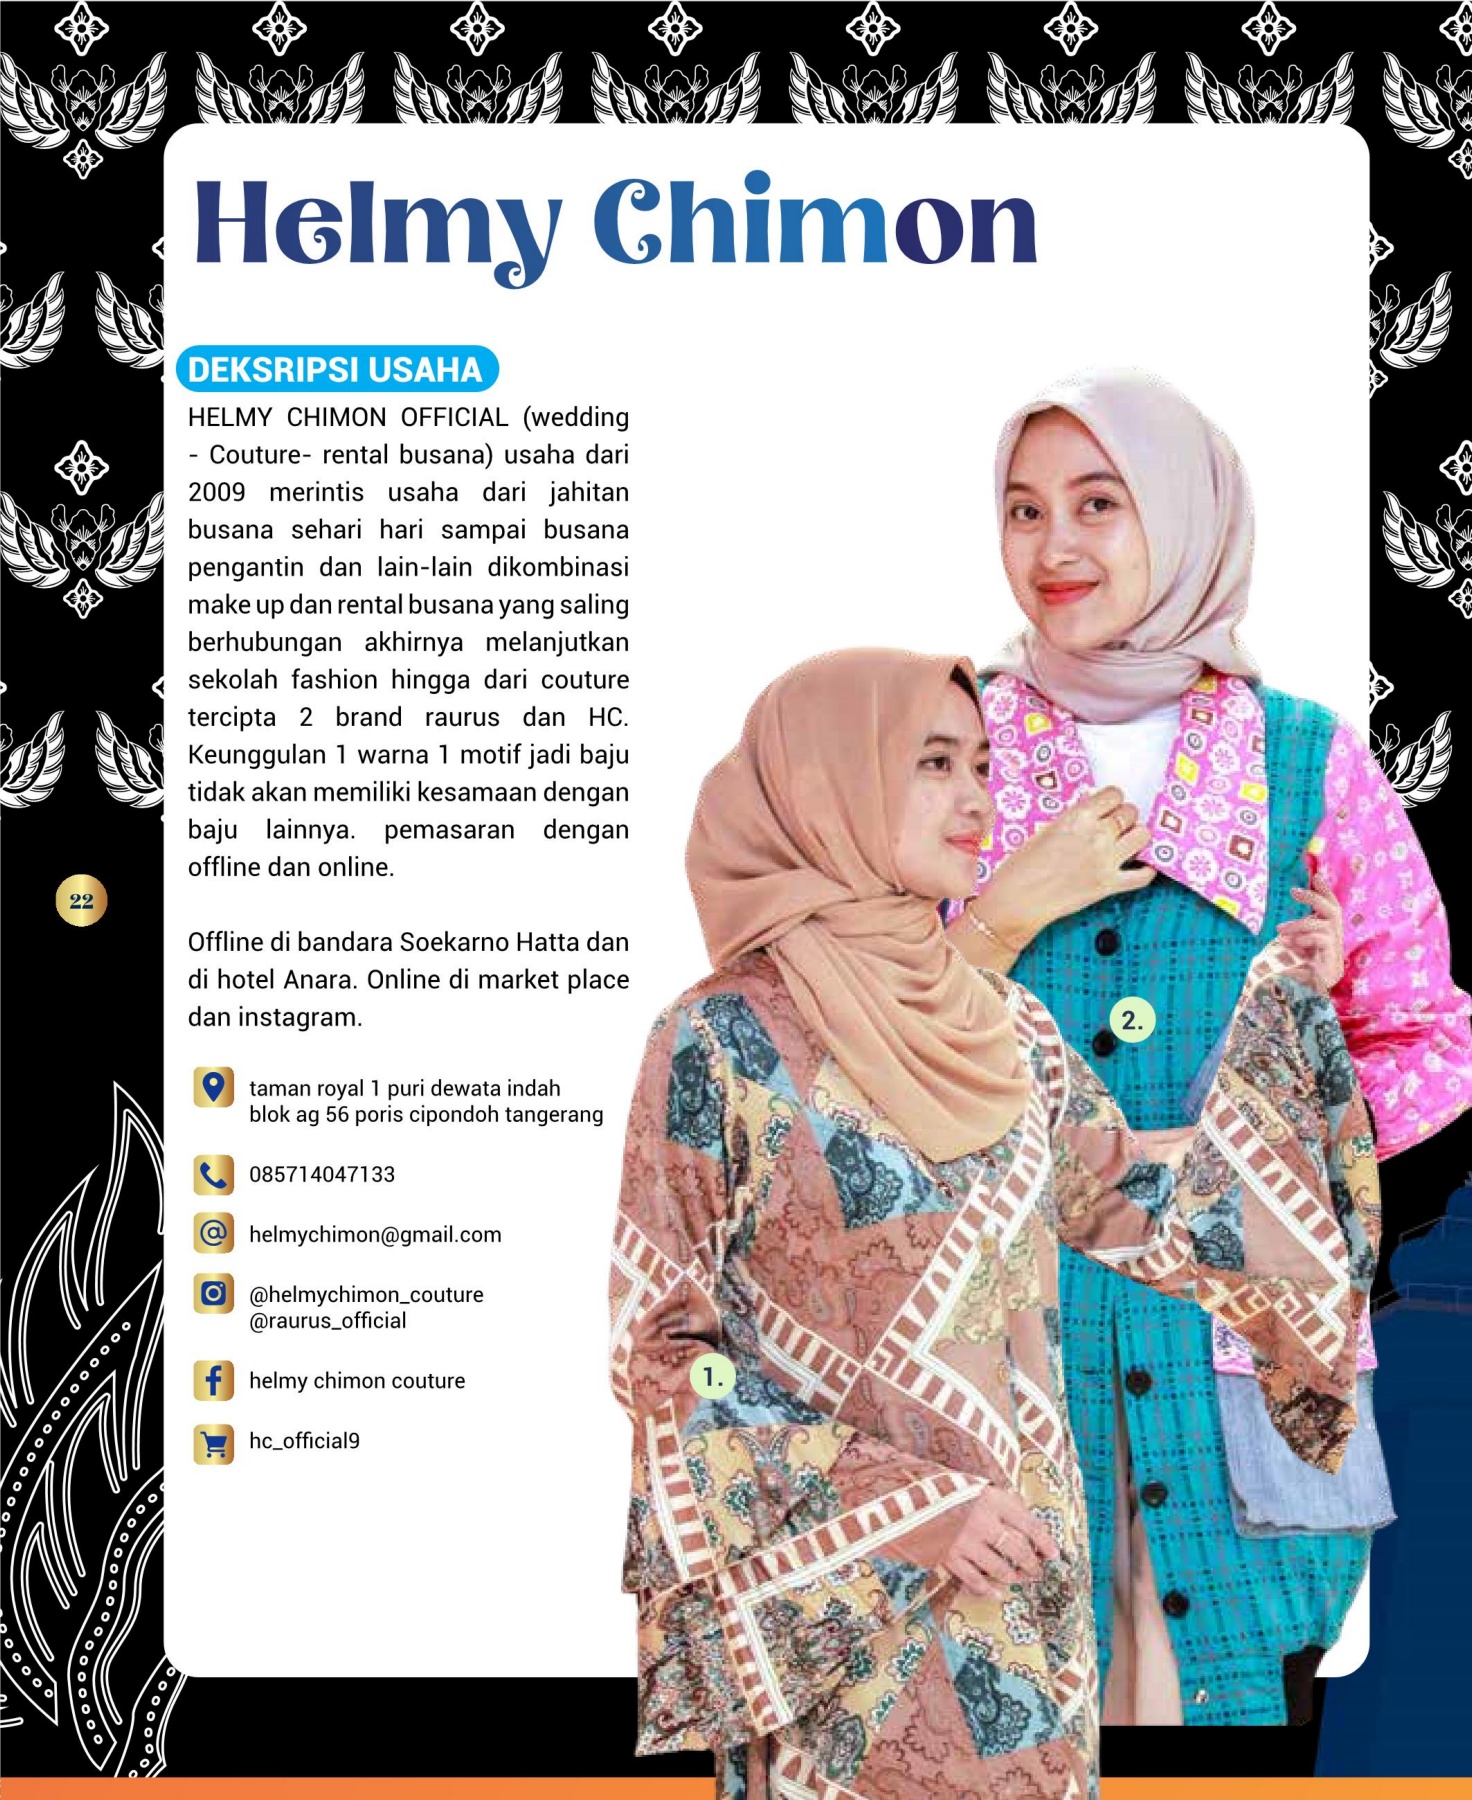 Helmy Chimon
DEKSRIPSI USAHA
HELMY CHIMON OFFICIAL (wedding
- Couture- rental busana) usaha dari
2009 merintis usaha dari jahitan
busana sehari hari sampai busana
pengantin dan lain-lain dikombinasi
make up dan rental busana yang saling
berhubungan akhirnya melanjutkan
sekolah fashion hingga dari couture
tercipta 2 brand raurus dan HC.
Keunggulan 1 warna 1 motif jadi baju
tidak akan memiliki kesamaan dengan
baju lainnya. pemasaran dengan
offline dan online.
Offline di bandara Soekarno Hatta dan
di hotel Anara. Online di market place
dan instagram.
taman royal 1 puri dewata indah
blok ag 56 poris cipondoh tangerang
085714047133
helmychimon@gmail.com
@helmychimon_couture
@raurus_official
helmy chimon couture
hc_official9
22
1.
2.